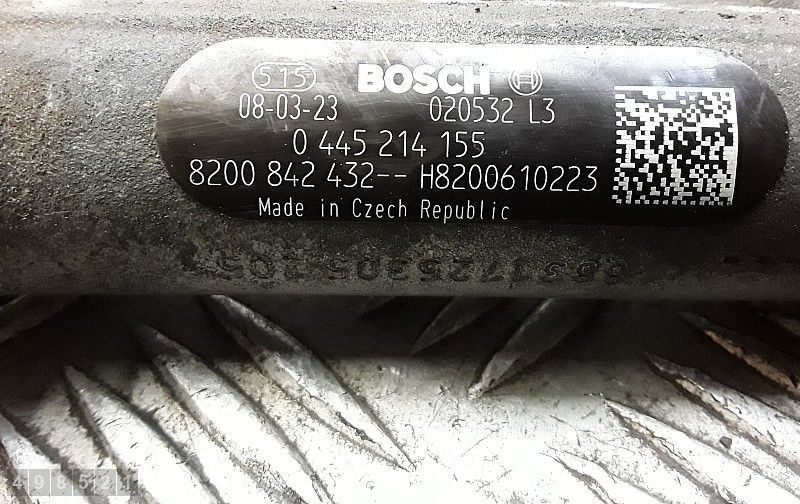 515 BOSCH
08-03-23 020532 L3
0 445 214 155
8200 842 432-- H8200610223
Made in Czech Republic
498521